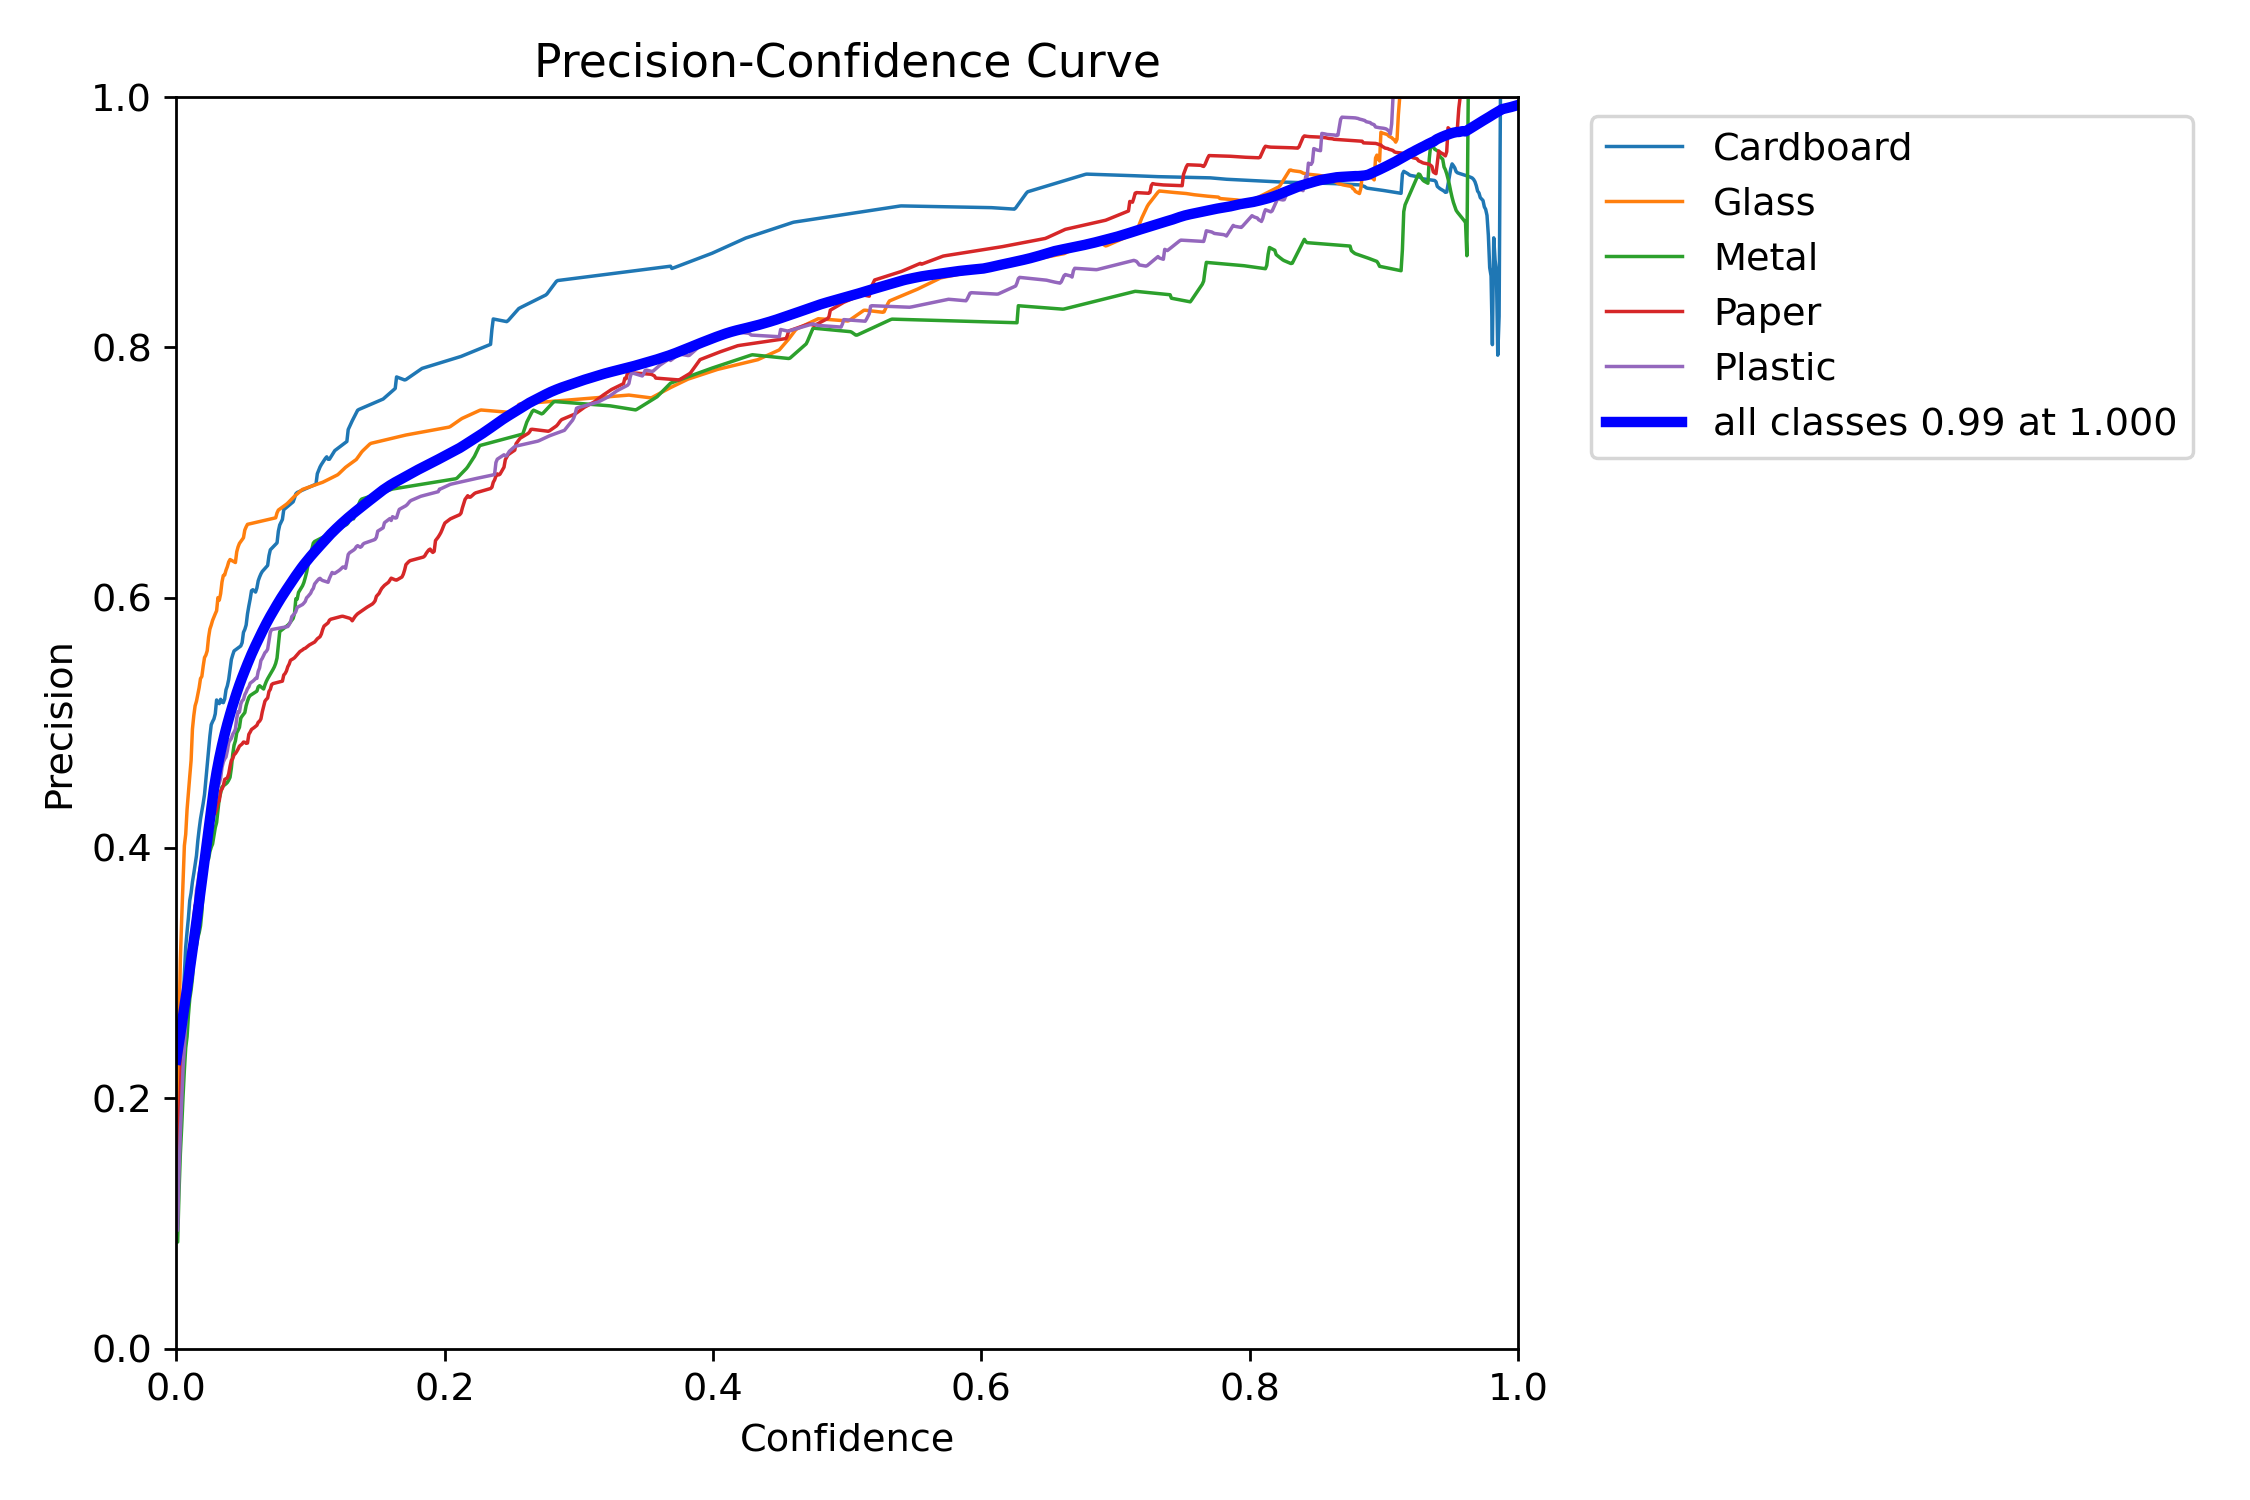 Precision-Confidence Curve
1.0
0.8
0.6
0.4
0.2
0.0
Precision
0.0 0.2 0.4 0.6 0.8 1.0
Confidence
Cardboard
Glass
Metal
Paper
Plastic
all classes 0.99 at 1.000